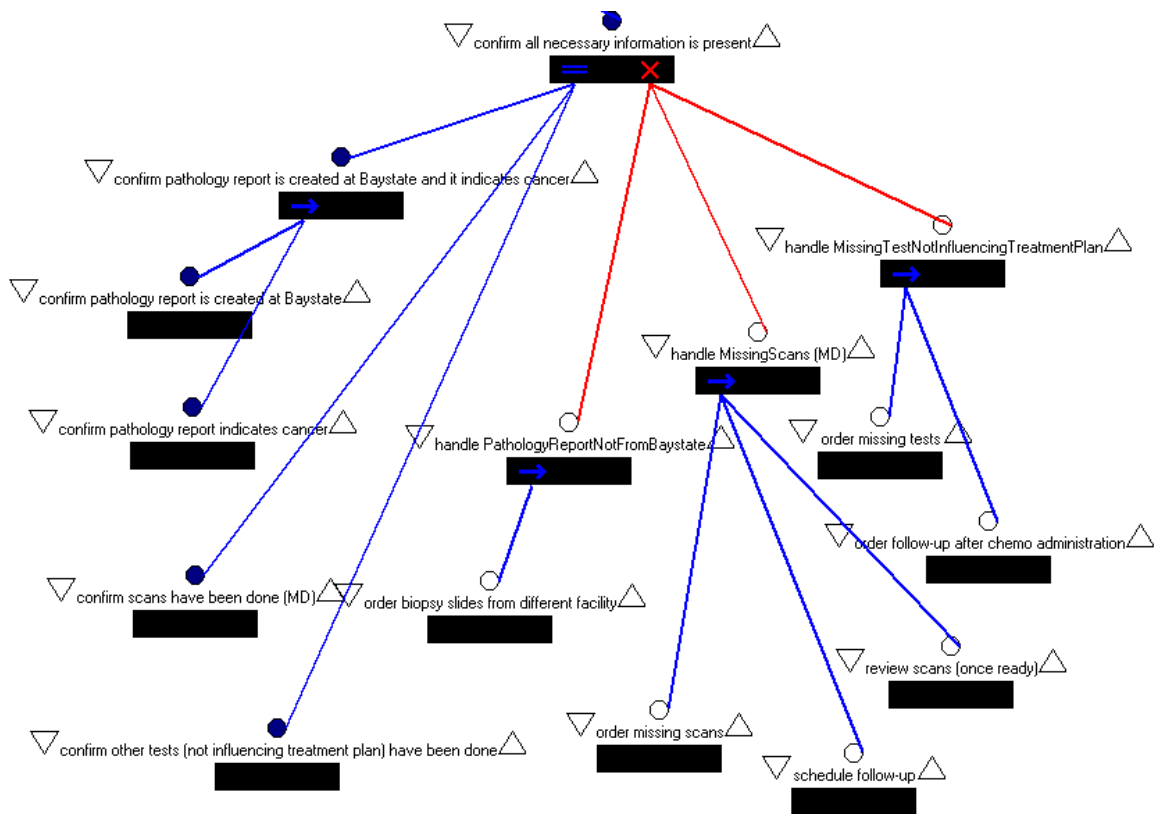 confirm all necessary information is present
confirm pathology report is created at Baystate and it indicates cancer
handle MissingTestNotInfluencingTreatmentPlan
confirm pathology report is created at Baystate
handle MissingScans (MD)
confirm pathology report indicates cancer
handle PathologyReportNotFromBaystate
order missing tests
order follow-up after chemo administration
confirm scans have been done (MD)
order biopsy slides from different facility
review scans (once ready)
confirm other tests (not influencing treatment plan) have been done
order missing scans
schedule follow-up